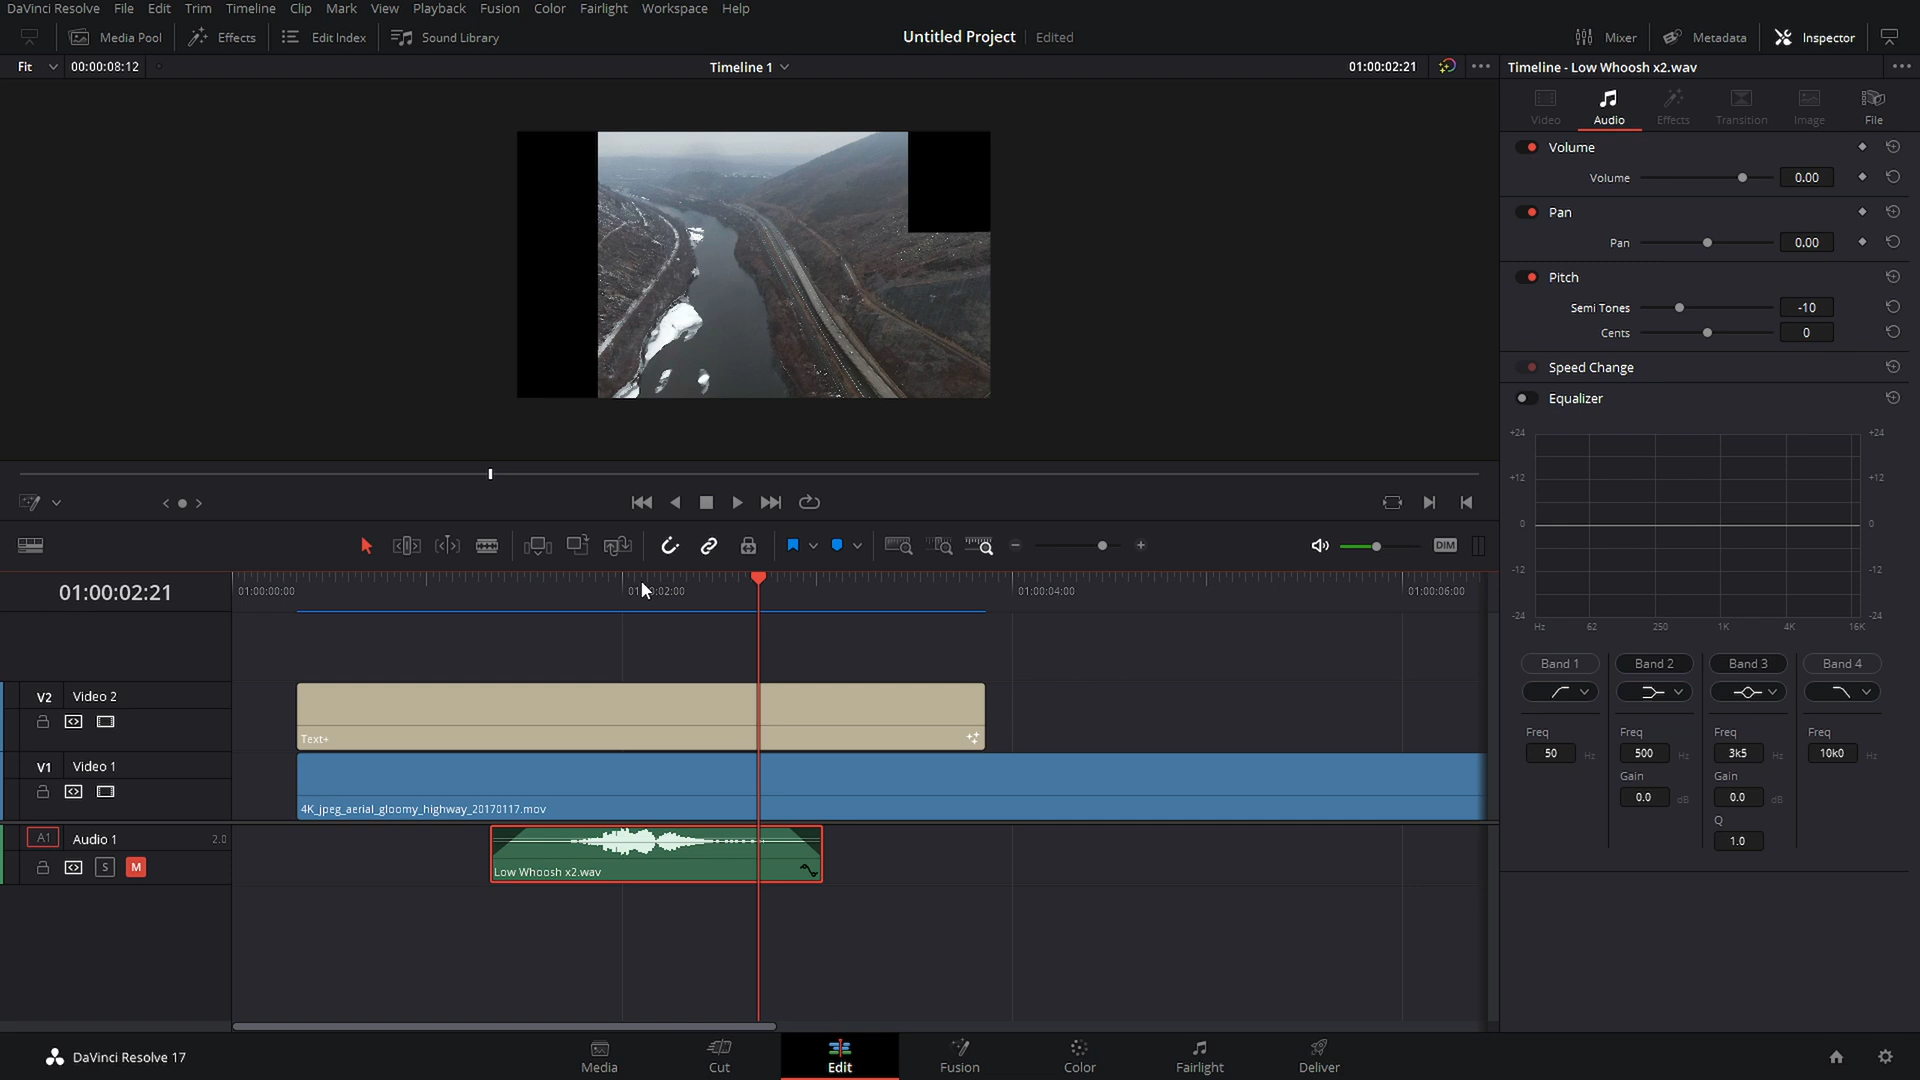 DaVinci Resolve File Edit Trim Timeline Clip Mark View Playback Fusion Color Fairlight Workspace Help
Media Pool Effects Edit Index Sound Library Untitled Project Edited Mixer Metadata Inspector
Fit 00:00:08:12 Timeline 1 01:00:02:21 Timeline - Low Whoosh x2.wav
Video Audio Effects Transition Image File
Volume
Volume 0.00
Pan
Pan 0.00
Pitch
Semi Tones -10
Cents 0
Speed Change
Equalizer
+24 +24
+12 +12
0 0
-12 -12
-24 -24
Hz 62 250 1K 4K 16K
Band 1 Band 2 Band 3 Band 4
Freq Freq Freq Freq
50 Hz 500 Hz 3k5 Hz 10k0 Hz
Gain Gain
0.0 dB 0.0 dB
Q
1.0
DIM
01:00:02:21 01:00:00:00 01:00:02:00 01:00:04:00 01:00:06:00
V2 Video 2
Text+
V1 Video 1
4K_jpeg_aerial_gloomy_highway_20170117.mov
A1 Audio 1 2.0
S M
Low Whoosh x2.wav
DaVinci Resolve 17 Media Cut Edit Fusion Color Fairlight Deliver